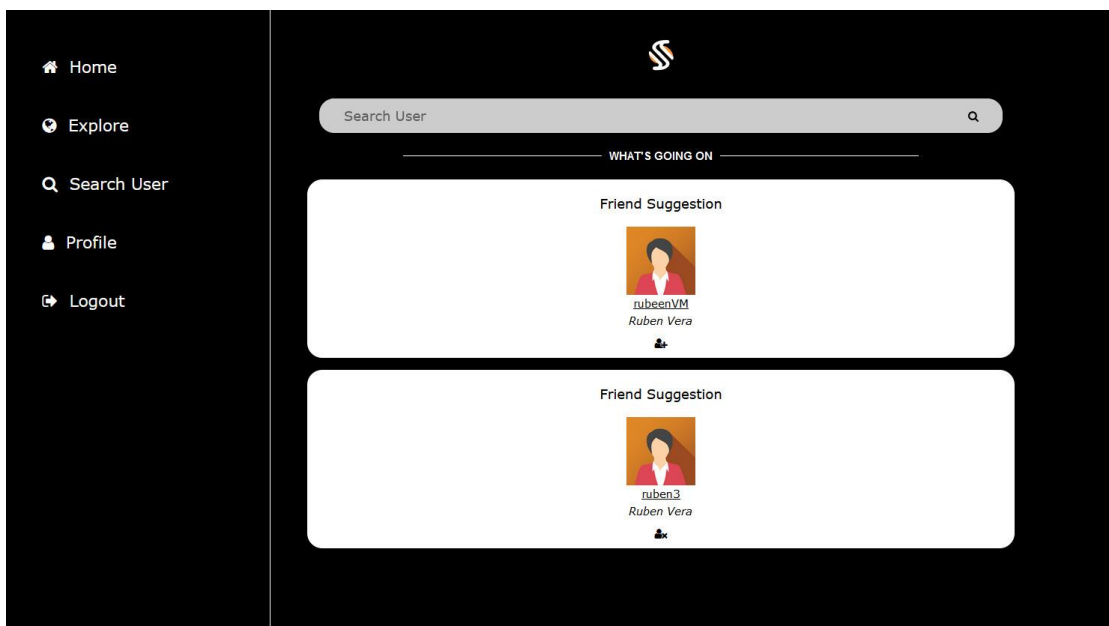 Home
Explore
Search User
Profile
Logout
Search User
WHAT'S GOING ON
Friend Suggestion
rubeenVM
Ruben Vera
Friend Suggestion
ruben3
Ruben Vera